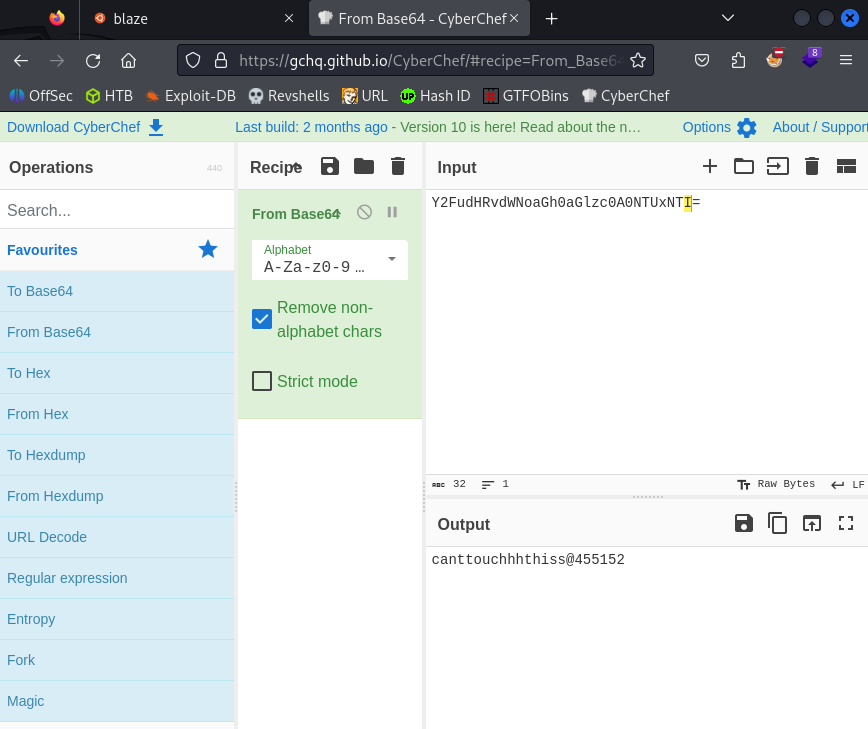 blaze
From Base64 - CyberChef
https://gchq.github.io/CyberChef/#recipe=From_Base64
OffSec HTB Exploit-DB Revshells URL Hash ID GTFOBins CyberChef
Download CyberChef Last build: 2 months ago - Version 10 is here! Read about the n… Options About / Support
Operations 440
Search...
Favourites
To Base64
From Base64
To Hex
From Hex
To Hexdump
From Hexdump
URL Decode
Regular expression
Entropy
Fork
Magic
Recipe
From Base64
Alphabet
A-Za-z0-9 …
Remove non-
alphabet chars
Strict mode
Input
Y2FudHRvdWNoaGh0aGlzc0A0NTUxNTI=
ABC 32 1 Raw Bytes LF
Output
canttouchhhthiss@455152
8